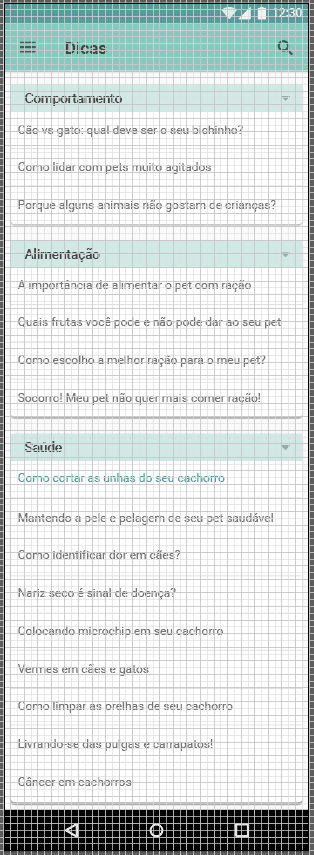 12:30
Dicas
Comportamento
Cão vs gato: qual deve ser o seu bichinho?
Como lidar com pets muito agitados
Porque alguns animais não gostam de crianças?
Alimentação
A importância de alimentar o pet com ração
Quais frutas você pode e não pode dar ao seu pet
Como escolho a melhor ração para o meu pet?
Socorro! Meu pet não quer mais comer ração!
Saúde
Como cortar as unhas do seu cachorro
Mantendo a pele e pelagem de seu pet saudável
Como identificar dor em cães?
Nariz seco é sinal de doença?
Colocando microchip em seu cachorro
Vermes em cães e gatos
Como limpar as orelhas de seu cachorro
Livrando-se das pulgas e carrapatos!
Câncer em cachorros